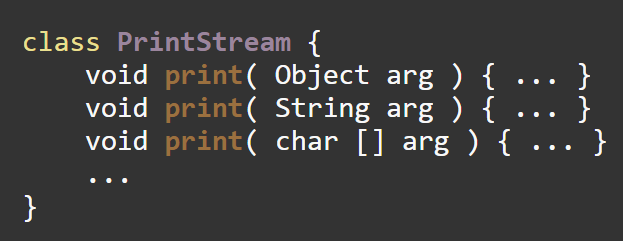 class PrintStream {
    void print( Object arg ) { ... }
    void print( String arg ) { ... }
    void print( char [] arg ) { ... }
    ...
}